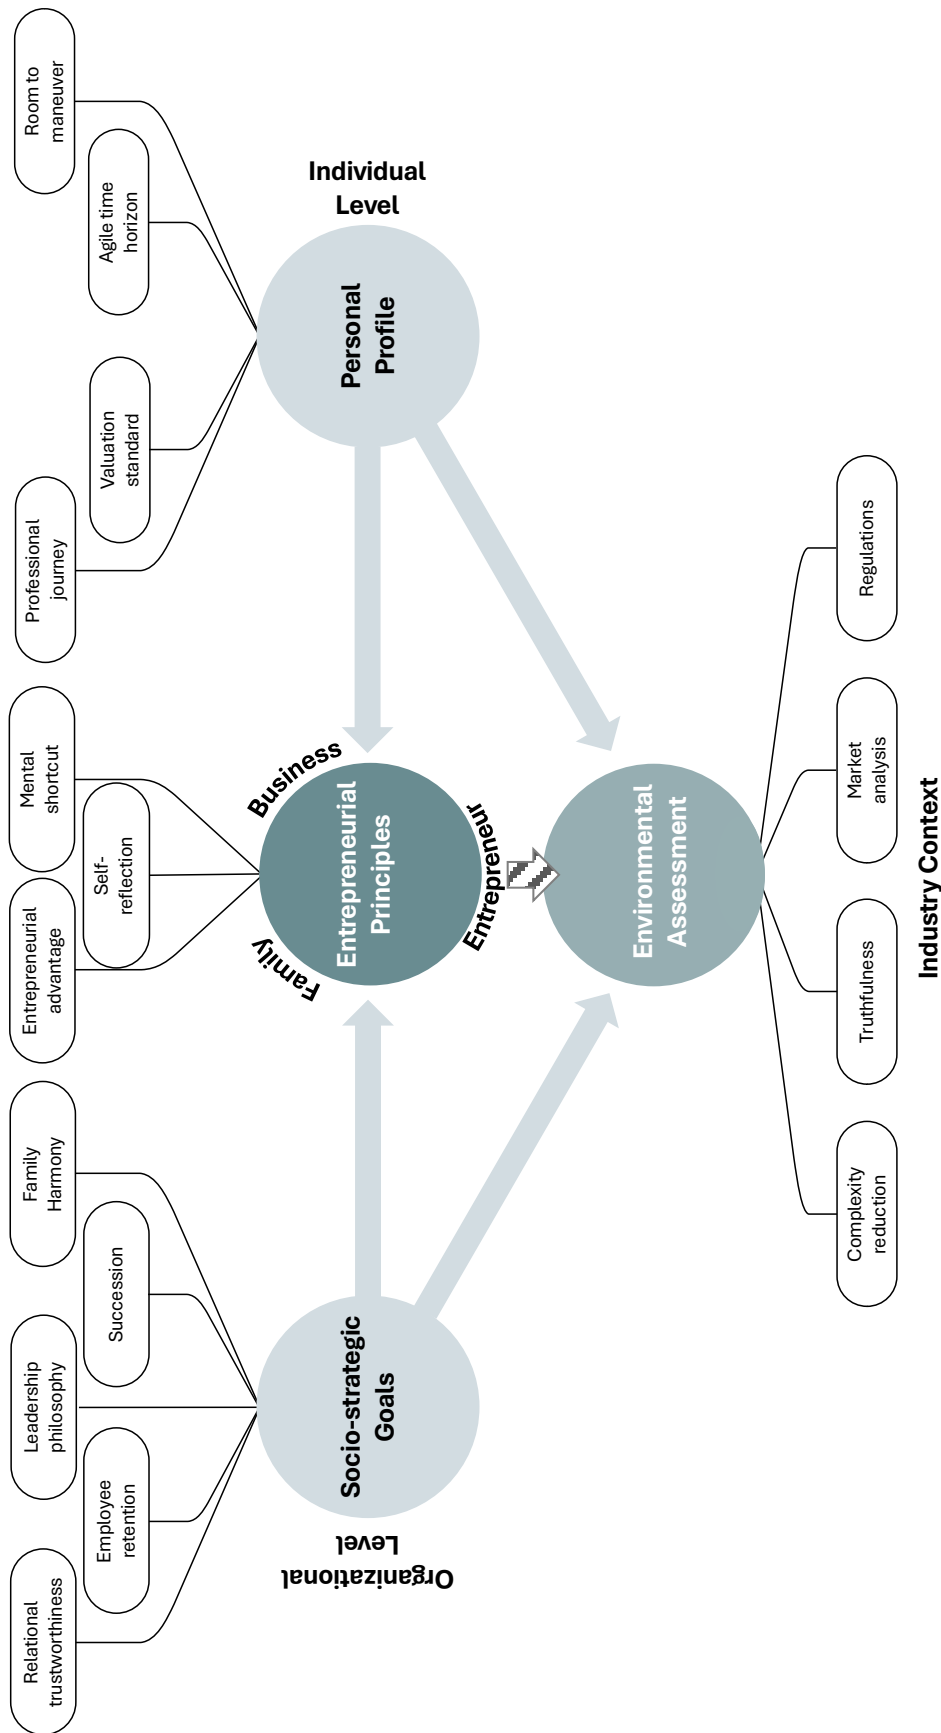 Relational
trustworthiness
Employee
retention
Leadership
philosophy
Succession
Family
Harmony
Entrepreneurial
advantage
Self-
reflection
Mental
shortcut
Professional
journey
Valuation
standard
Agile time
horizon
Room to
maneuver
Organizational
Level
Socio-strategic
Goals
Family
Business
Entrepreneurial
Principles
Entrepreneur
Personal
Profile
Individual
Level
Environmental
Assessment
Complexity
reduction
Truthfulness
Market
analysis
Regulations
Industry Context